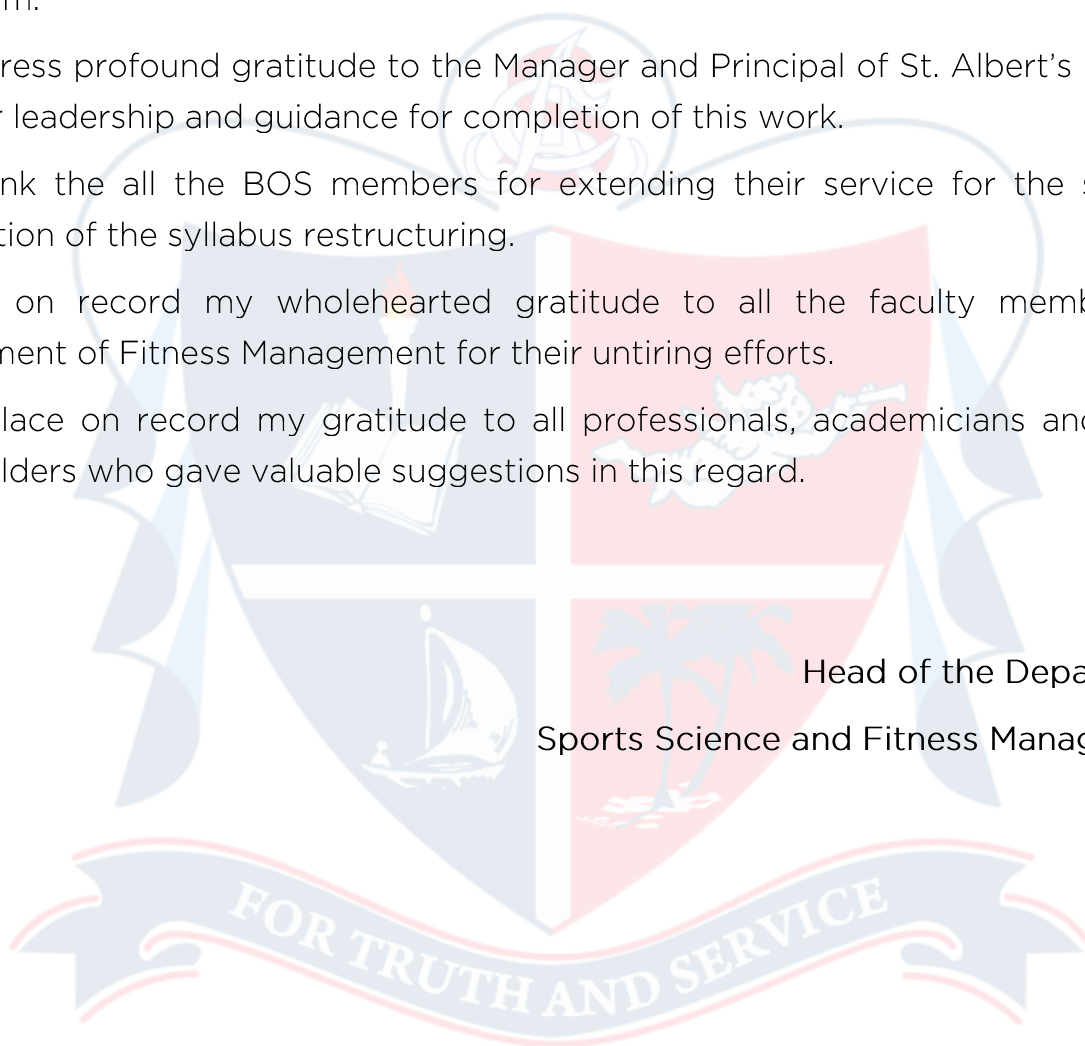 m.
ress profound gratitude to the Manager and Principal of St. Albert's
r leadership and guidance for completion of this work.
nk the all the BOS members for extending their service for the s
tion of the syllabus restructuring.
on record my wholehearted gratitude to all the faculty memb
ment of Fitness Management for their untiring efforts.
lace on record my gratitude to all professionals, academicians and
lders who gave valuable suggestions in this regard.
Head of the Depa
Sports Science and Fitness Manag
FOR TRUTH AND SERVICE